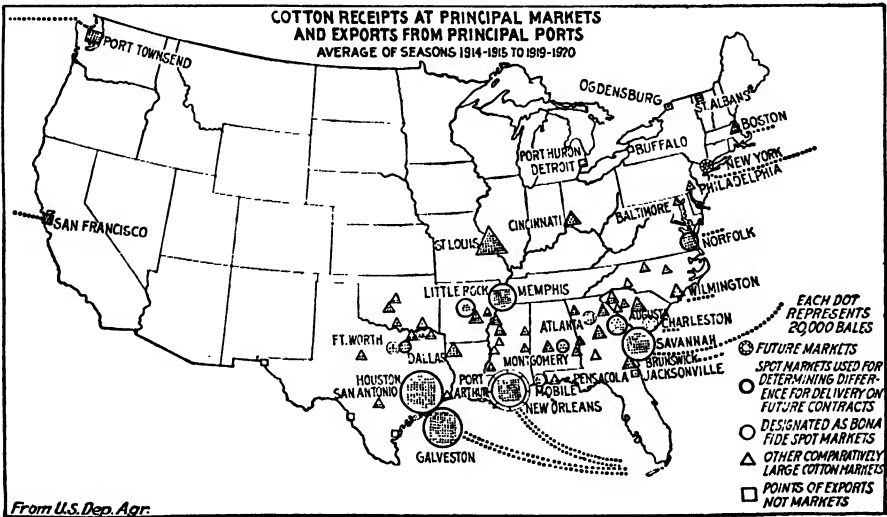 COTTON RECEIPTS AT PRINCIPAL MARKETS
AND EXPORTS FROM PRINCIPAL PORTS
AVERAGE OF SEASONS 1914-1915 TO 1919-1920
PORT TOWNSEND
OGDENSBURG
ST. ALBANS
BOSTON
PORT HURON
DETROIT
BUFFALO
NEW YORK
PHILADELPHIA
SAN FRANCISCO
ST. LOUIS
CINCINNATI
BALTIMORE
NORFOLK
LITTLE ROCK
MEMPHIS
WILMINGTON
ATLANTA
AUGUSTA
CHARLESTON
FT. WORTH
DALLAS
MONTGOMERY
SAVANNAH
BRUNSWICK
PENSACOLA
JACKSONVILLE
HOUSTON
SAN ANTONIO
PORT
ARTHUR
MOBILE
NEW ORLEANS
GALVESTON
EACH DOT
REPRESENTS
20,000 BALES
FUTURE MARKETS
SPOT MARKETS USED FOR
DETERMINING DIFFER-
ENCE FOR DELIVERY ON
FUTURE CONTRACTS
DESIGNATED AS BONA
FIDE SPOT MARKETS
OTHER COMPARATIVELY
LARGE COTTON MARKETS
POINTS OF EXPORTS
NOT MARKETS
From U.S. Dep. Agr.